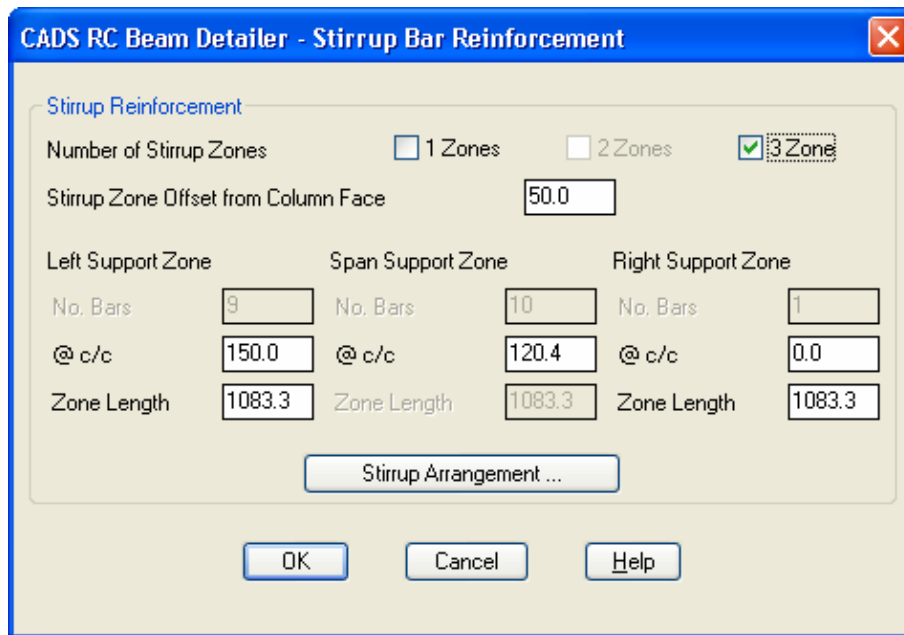 CADS RC Beam Detailer - Stirrup Bar Reinforcement
Stirrup Reinforcement
Number of Stirrup Zones 1 Zones 2 Zones 3 Zone
Stirrup Zone Offset from Column Face 50.0
Left Support Zone Span Support Zone Right Support Zone
No. Bars 9 No. Bars 10 No. Bars 1
@ c/c 150.0 @ c/c 120.4 @ c/c 0.0
Zone Length 1083.3 Zone Length 1083.3 Zone Length 1083.3
Stirrup Arrangement ...
OK Cancel Help